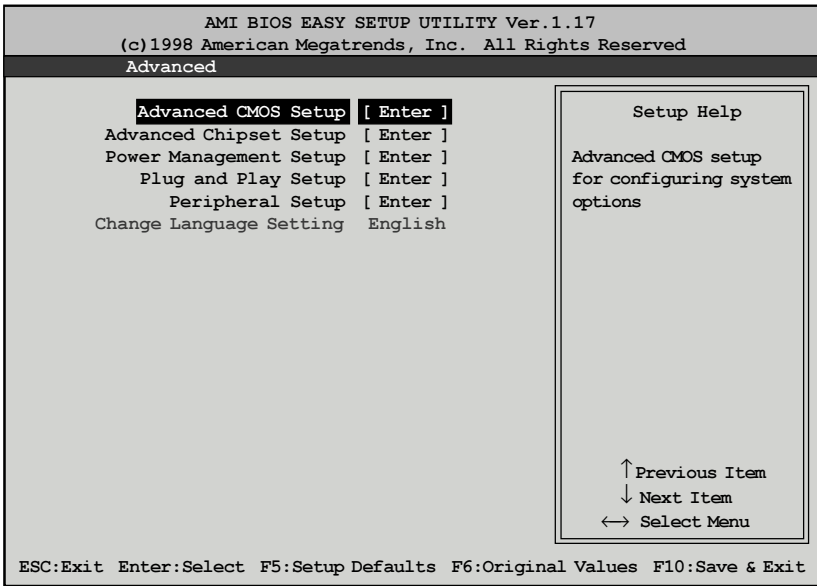 AMI BIOS EASY SETUP UTILITY Ver.1.17
(c)1998 American Megatrends, Inc. All Rights Reserved
Advanced
Advanced CMOS Setup [ Enter ]
Advanced Chipset Setup [ Enter ]
Power Management Setup [ Enter ]
Plug and Play Setup [ Enter ]
Peripheral Setup [ Enter ]
Change Language Setting English
Setup Help
Advanced CMOS setup
for configuring system
options
↑ Previous Item
↓ Next Item
↔ Select Menu
ESC:Exit Enter:Select F5:Setup Defaults F6:Original Values F10:Save & Exit